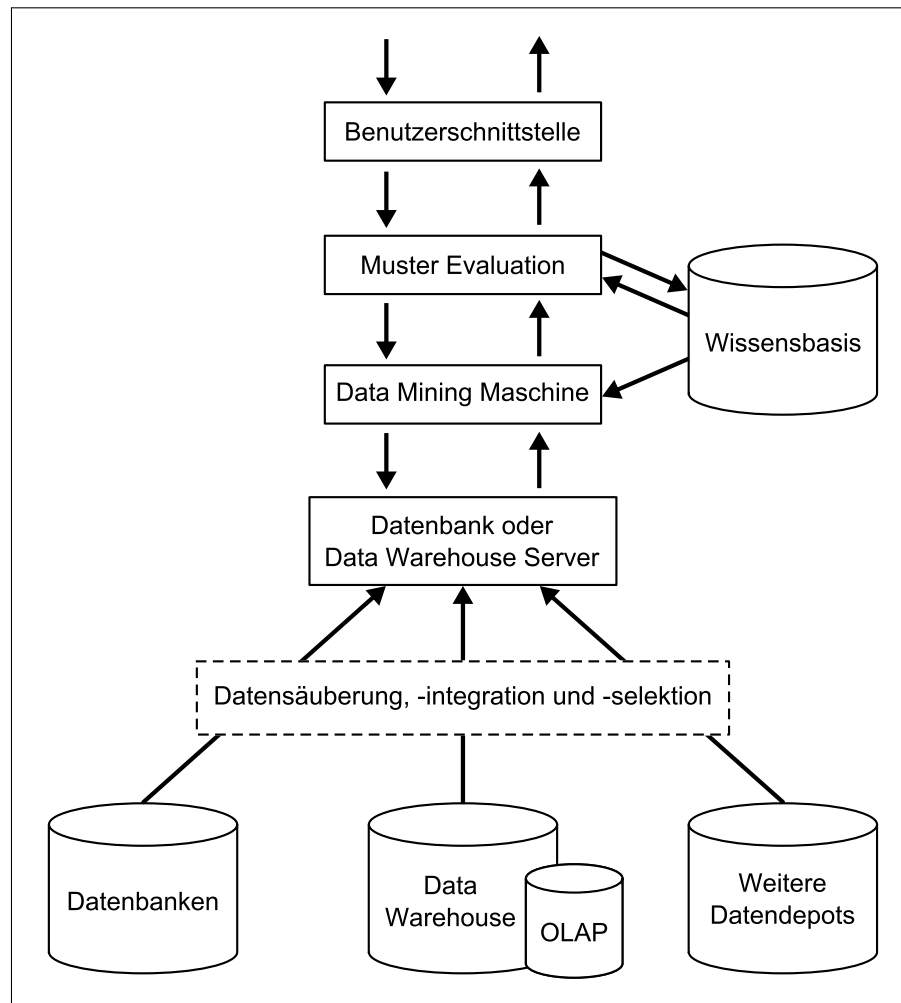 Benutzerschnittstelle
Muster Evaluation
Wissensbasis
Data Mining Maschine
Datenbank oder
Data Warehouse Server
Datensäuberung, -integration und -selektion
Datenbanken
Data
Warehouse
OLAP
Weitere
Datendepots